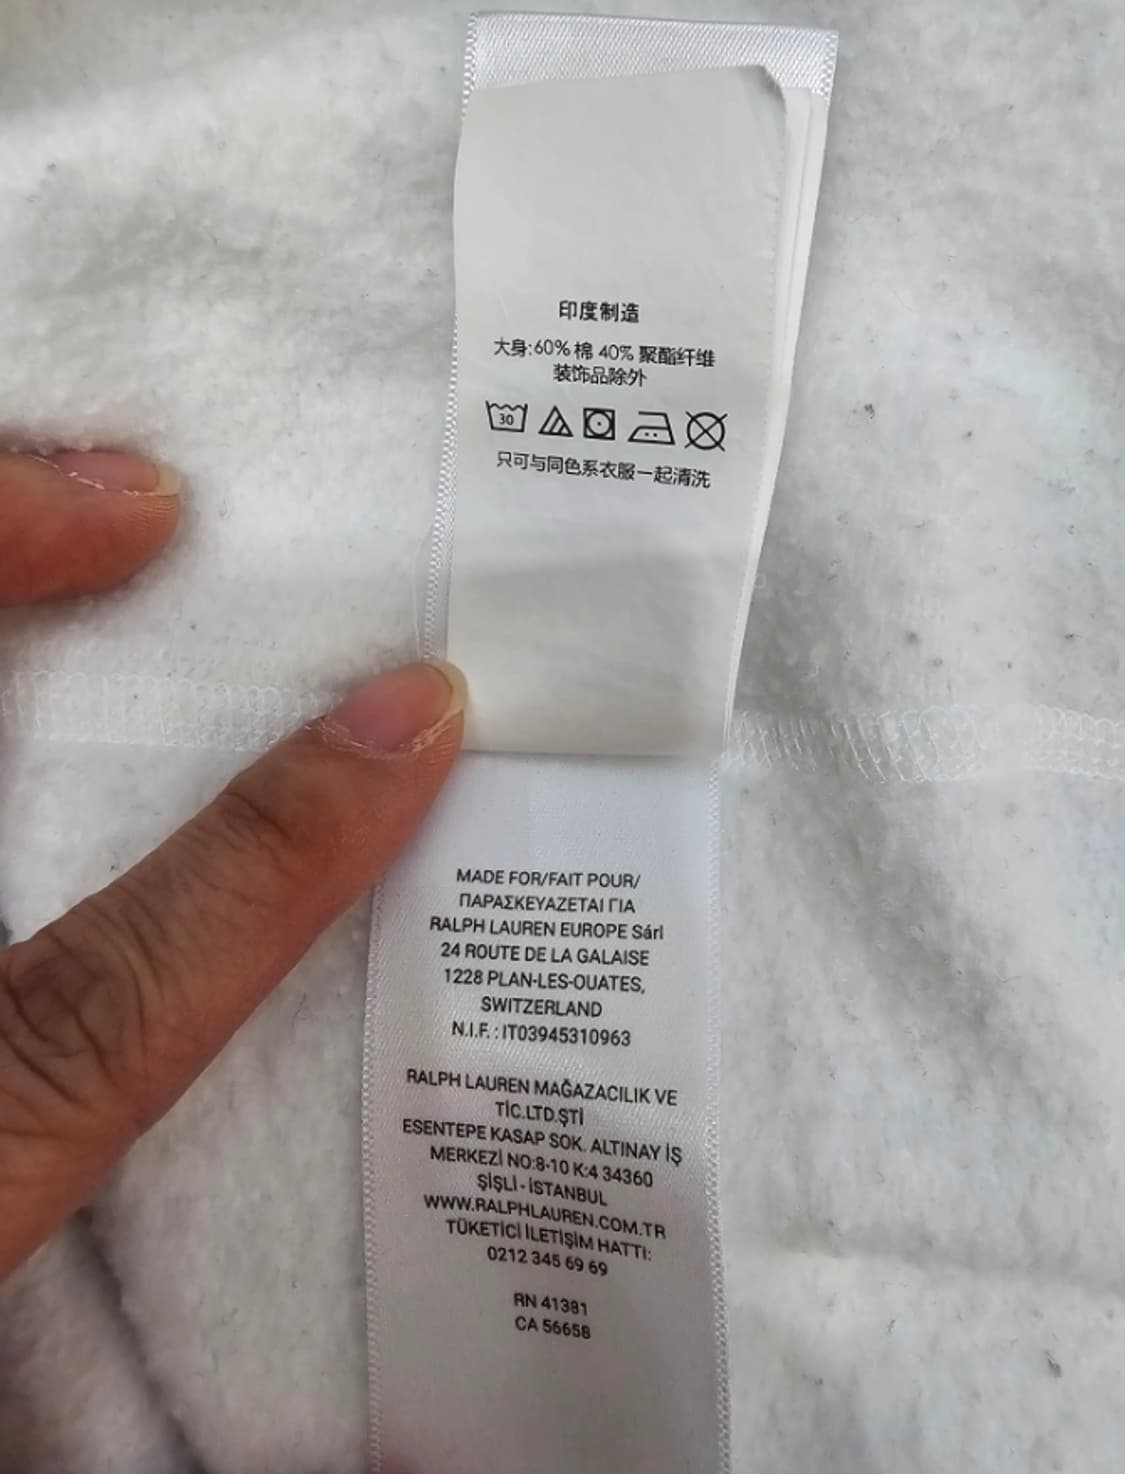 印度制造
大身:60% 棉 40% 聚酯纤维
装饰品除外
30
只可与同色系衣服一起清洗
MADE FOR/FAIT POUR/
ΠΑΡΑΣΚΕΥΑΖΕΤΑΙ ΓΙΑ
RALPH LAUREN EUROPE Sárl
24 ROUTE DE LA GALAISE
1228 PLAN-LES-OUATES,
SWITZERLAND
N.I.F. : IT03945310963
RALPH LAUREN MAĞAZACILIK VE
TİC.LTD.ŞTİ
ESENTEPE KASAP SOK. ALTINAY İŞ
MERKEZİ NO:8-10 K:4 34360
ŞİŞLİ - İSTANBUL
WWW.RALPHLAUREN.COM.TR
TÜKETİCİ İLETİŞİM HATTI:
0212 345 69 69
RN 41381
CA 56658